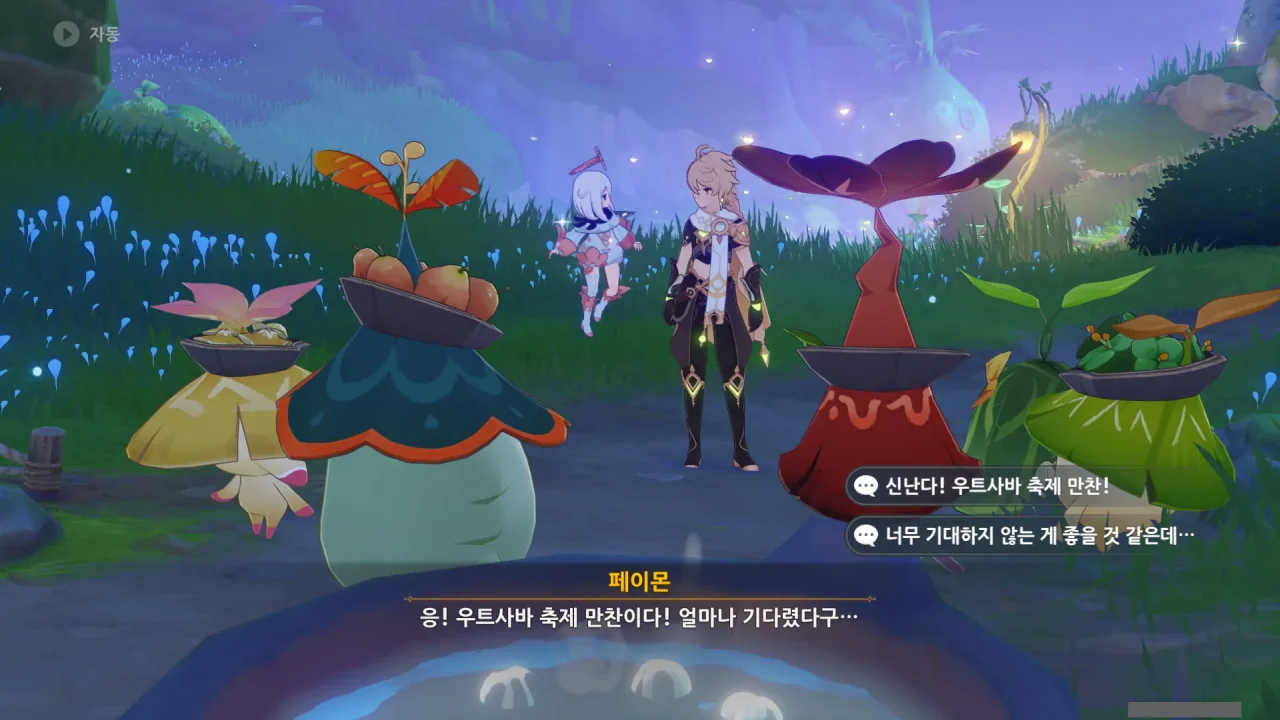 자동
신난다! 우트사바 축제 만찬!
너무 기대하지 않는 게 좋을 것 같은데…
페이몬
응! 우트사바 축제 만찬이다! 얼마나 기다렸다구…